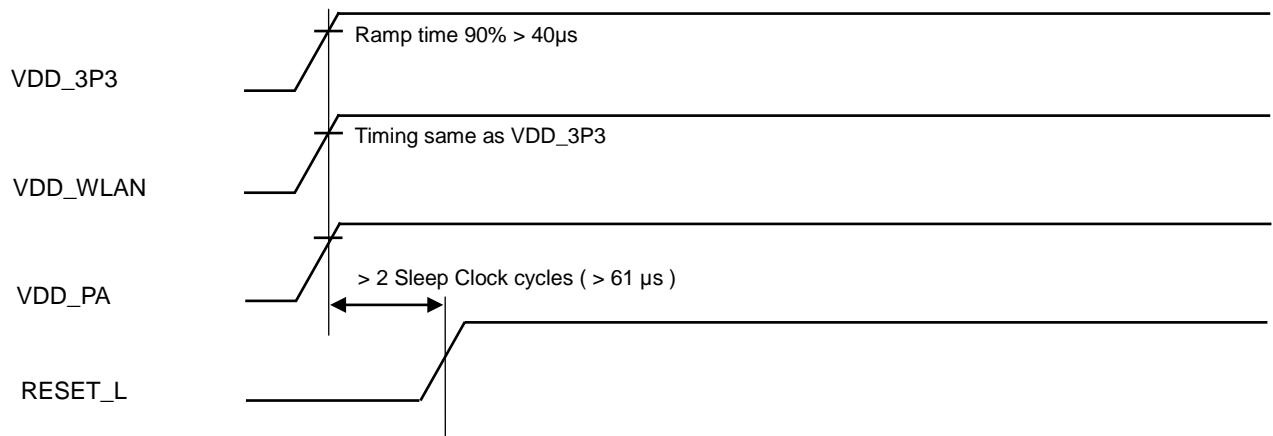 Ramp time 90% > 40µs
VDD_3P3
Timing same as VDD_3P3
VDD_WLAN
> 2 Sleep Clock cycles ( > 61 µs )
VDD_PA
RESET_L